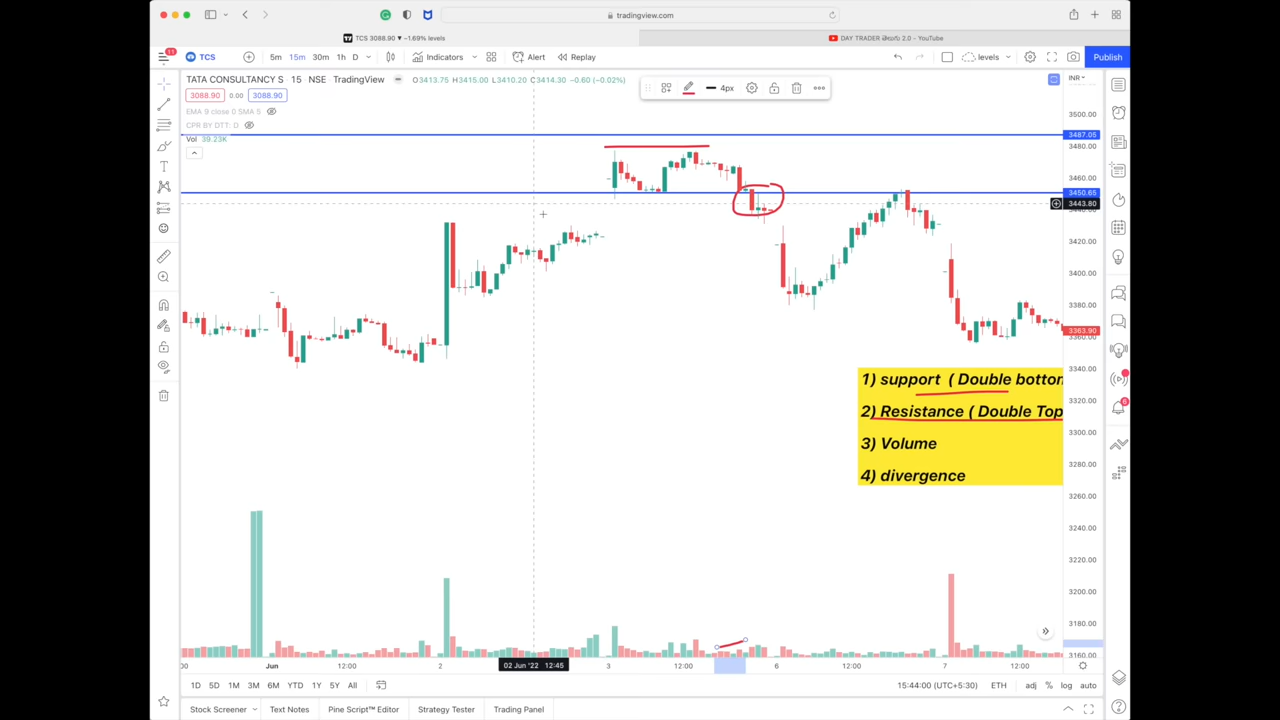 tradingview.com
TCS 3088.90 ▼ −1.69% levels
DAY TRADER తెలుగు 2.0 - YouTube
11
TCS
5m 15m 30m 1h D
Indicators
Alert
Replay
levels
Publish
TATA CONSULTANCY S 15 NSE TradingView
O3413.75 H3415.00 L3410.20 C3414.30 −0.60 (−0.02%)
3088.90 0.00 3088.90
EMA 9 close 0 SMA 5
CPR BY DTT: D
Vol 39.23K
4px
INR
3500.00
3487.05
3480.00
3460.00
3450.65
3443.80
3420.00
3400.00
3380.00
3363.90
3340.00
3320.00
3300.00
3280.00
3260.00
3240.00
3220.00
3200.00
3180.00
3160.00
1) support ( Double bottom
2) Resistance ( Double Top
3) Volume
4) divergence
6
00 Jun 12:00 2 02 Jun '22 12:45 3 12:00 6 12:00 7 12:00
1D 5D 1M 3M 6M YTD 1Y 5Y All
15:44:00 (UTC+5:30) ETH adj % log auto
Stock Screener Text Notes Pine Script™ Editor Strategy Tester Trading Panel